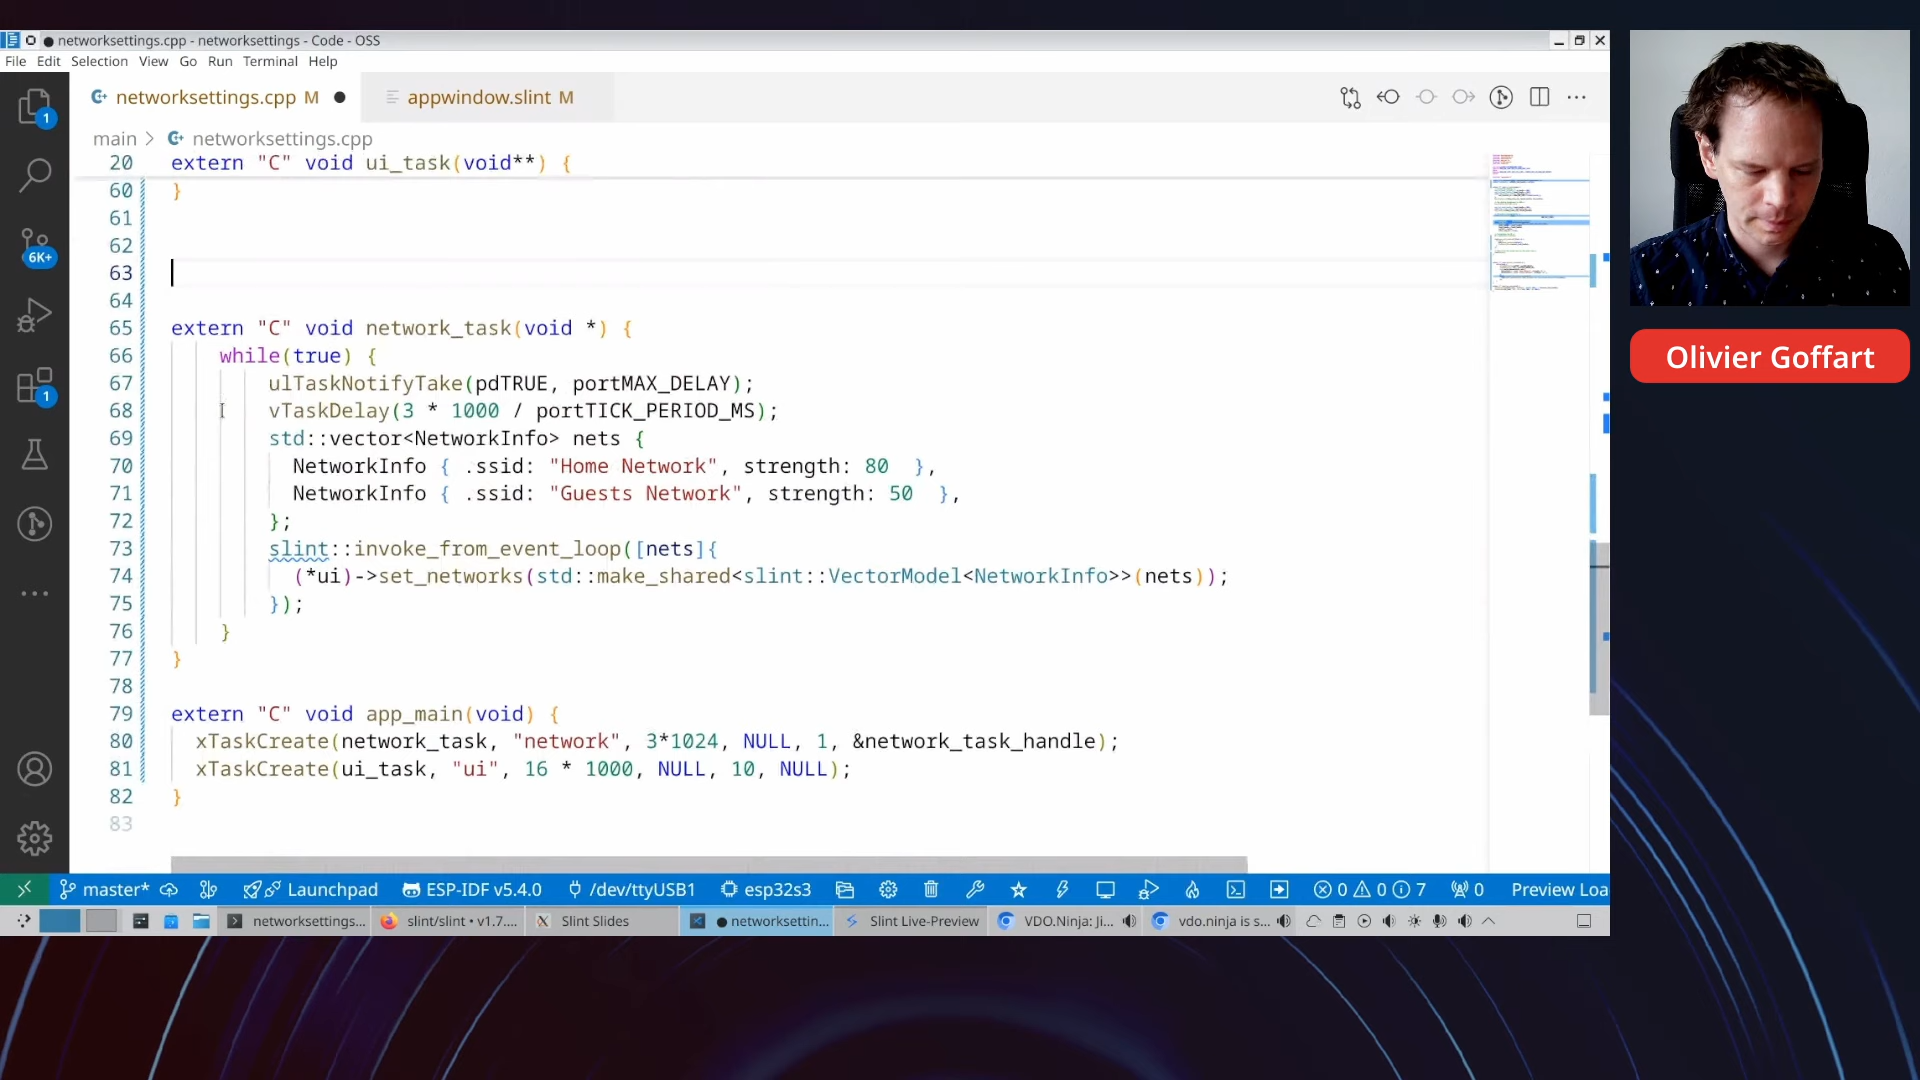 networksettings.cpp - networksettings - Code - OSS
File Edit Selection View Go Run Terminal Help
networksettings.cpp M
appwindow.slint M
main > networksettings.cpp
20 extern "C" void ui_task(void**) {
60 }
61
62
63
64
65 extern "C" void network_task(void *) {
66 while(true) {
67 ulTaskNotifyTake(pdTRUE, portMAX_DELAY);
68 vTaskDelay(3 * 1000 / portTICK_PERIOD_MS);
69 std::vector<NetworkInfo> nets {
70 NetworkInfo { .ssid: "Home Network", strength: 80 },
71 NetworkInfo { .ssid: "Guests Network", strength: 50 },
72 };
73 slint::invoke_from_event_loop([nets]{
74 (*ui)->set_networks(std::make_shared<slint::VectorModel<NetworkInfo>>(nets));
75 });
76 }
77 }
78
79 extern "C" void app_main(void) {
80 xTaskCreate(network_task, "network", 3*1024, NULL, 1, &network_task_handle);
81 xTaskCreate(ui_task, "ui", 16 * 1000, NULL, 10, NULL);
82 }
83
1
6K+
1
master* Launchpad ESP-IDF v5.4.0 /dev/ttyUSB1 esp32s3 0 0 7 0 Preview Loa
networksettings... slint/slint • v1.7.... Slint Slides networksettin... Slint Live-Preview VDO.Ninja: Ji... vdo.ninja is s...
Olivier Goffart